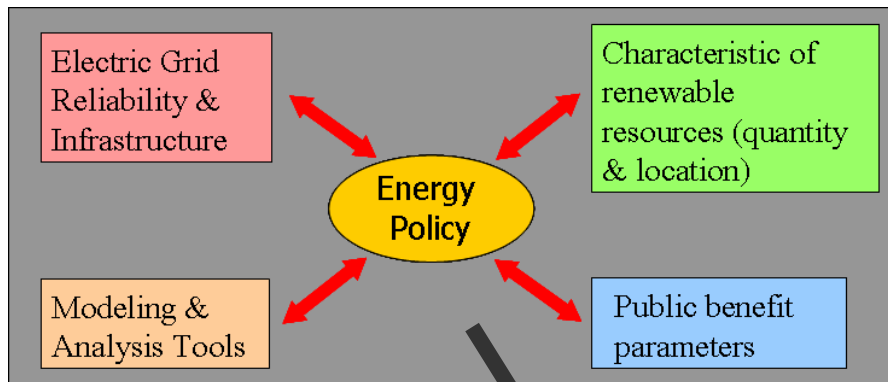 Electric Grid
Reliability &
Infrastructure
Characteristic of
renewable
resources (quantity
& location)
Energy
Policy
Modeling &
Analysis Tools
Public benefit
parameters